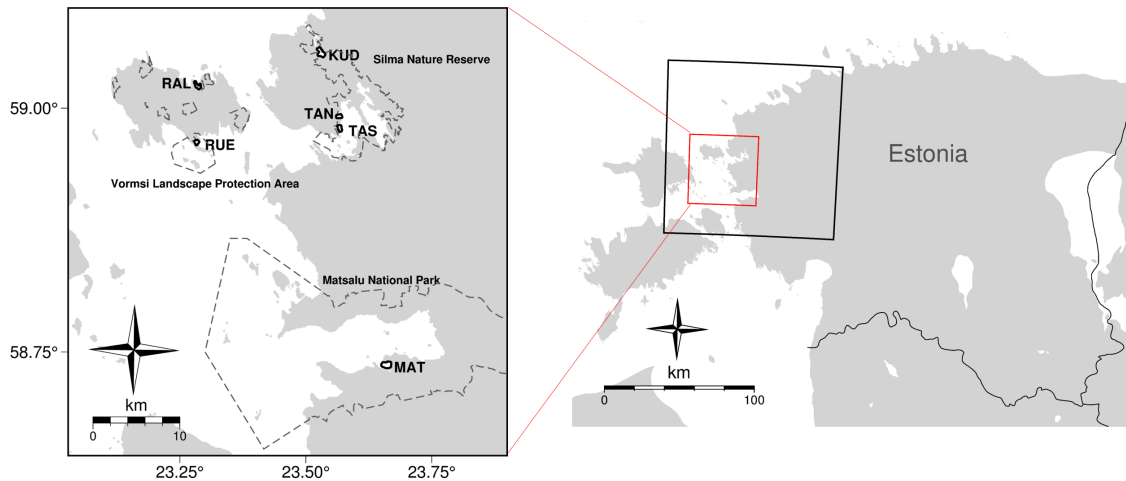 KUD
Silma Nature Reserve
RAL
59.00°
TAN
TAS
RUE
Vormsi Landscape Protection Area
Matsalu National Park
58.75°
MAT
km
0 10
23.25° 23.50° 23.75°
Estonia
km
0 100